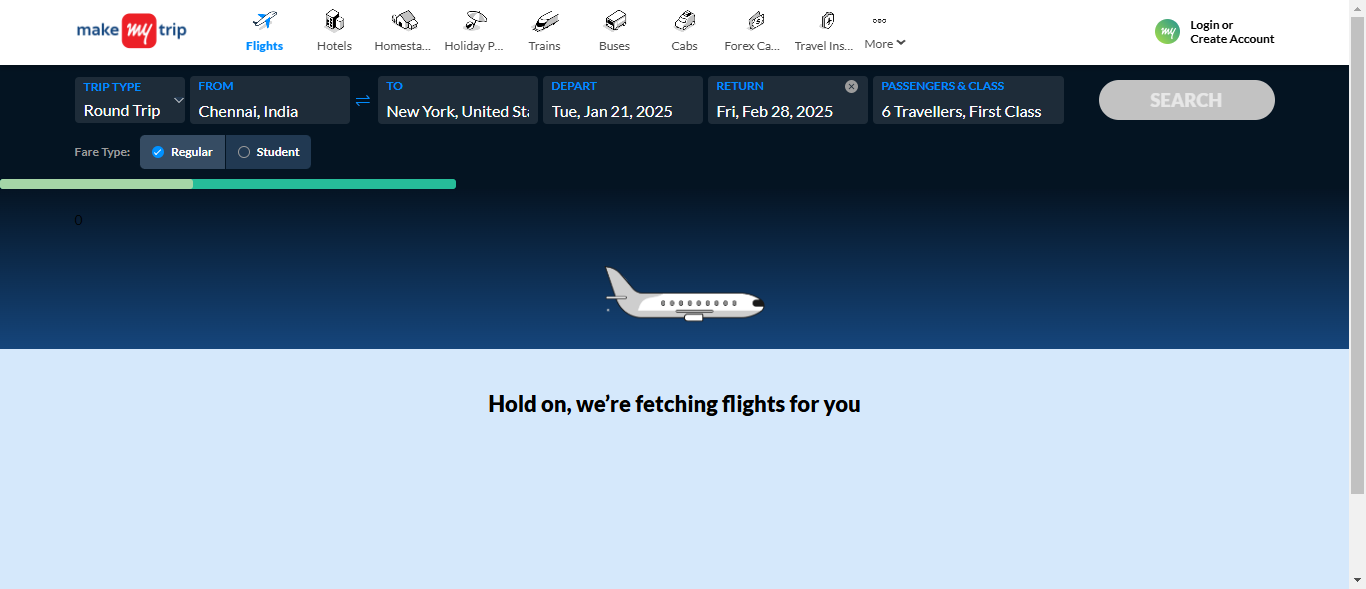 make my trip
Flights
Hotels
Homesta...
Holiday P...
Trains
Buses
Cabs
Forex Ca...
Travel Ins...
More
my
Login or
Create Account
TRIP TYPE
Round Trip
FROM
Chennai, India
TO
New York, United Sta
DEPART
Tue, Jan 21, 2025
RETURN
Fri, Feb 28, 2025
PASSENGERS & CLASS
6 Travellers, First Class
SEARCH
Fare Type:
Regular
Student
0
Hold on, we’re fetching flights for you